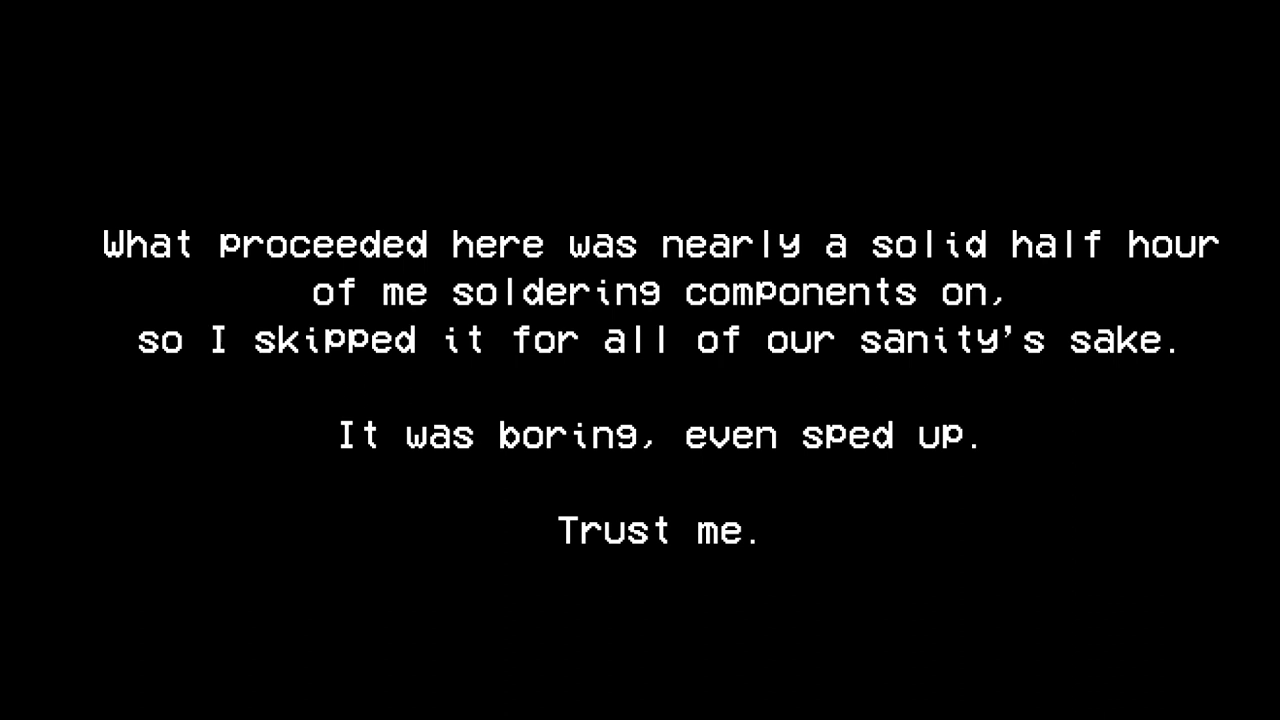 What proceeded here was nearly a solid half hour
of me soldering components on,
so I skipped it for all of our sanity's sake.
It was boring, even sped up.
Trust me.